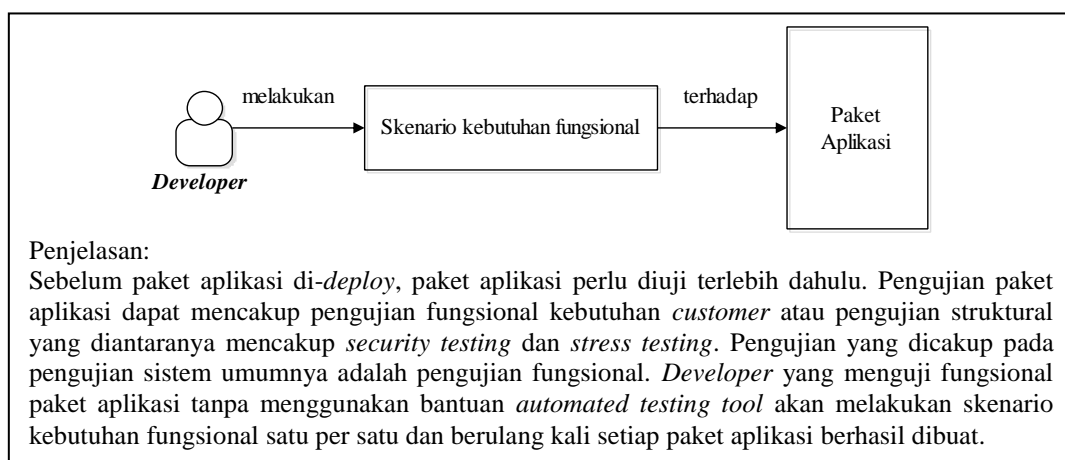 melakukan
terhadap
Skenario kebutuhan fungsional
Paket
Aplikasi
Developer
Penjelasan:
Sebelum paket aplikasi di-deploy, paket aplikasi perlu diuji terlebih dahulu. Pengujian paket
aplikasi dapat mencakup pengujian fungsional kebutuhan customer atau pengujian struktural
yang diantaranya mencakup security testing dan stress testing. Pengujian yang dicakup pada
pengujian sistem umumnya adalah pengujian fungsional. Developer yang menguji fungsional
paket aplikasi tanpa menggunakan bantuan automated testing tool akan melakukan skenario
kebutuhan fungsional satu per satu dan berulang kali setiap paket aplikasi berhasil dibuat.